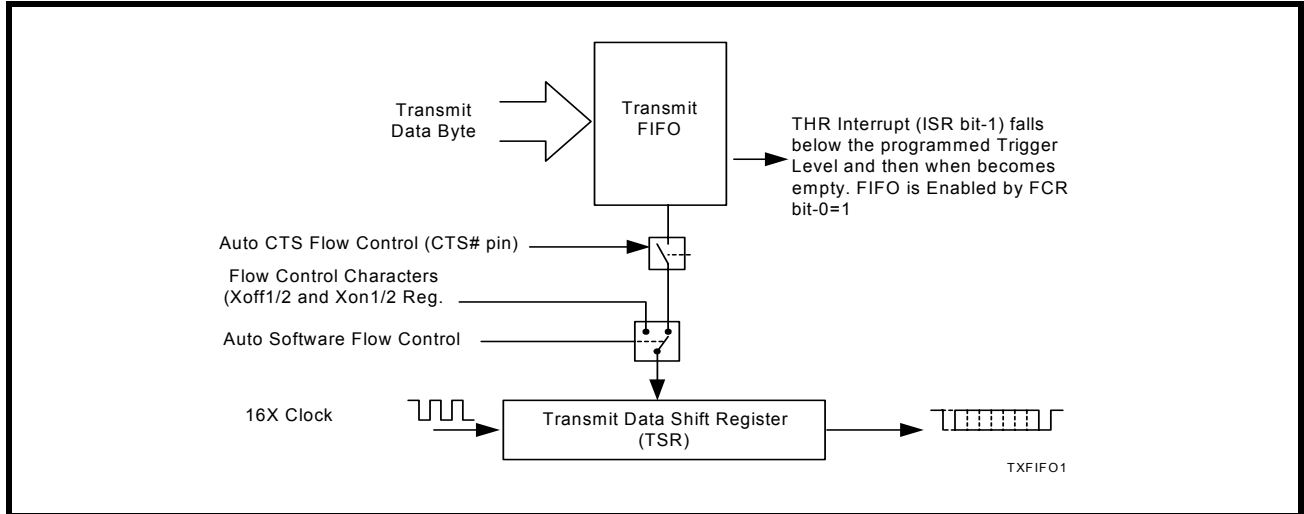 Transmit
Data Byte
Transmit
FIFO
THR Interrupt (ISR bit-1) falls
below the programmed Trigger
Level and then when becomes
empty. FIFO is Enabled by FCR
bit-0=1
Auto CTS Flow Control (CTS# pin)
Flow Control Characters
(Xoff1/2 and Xon1/2 Reg.
Auto Software Flow Control
16X Clock
Transmit Data Shift Register
(TSR)
TXFIFO1